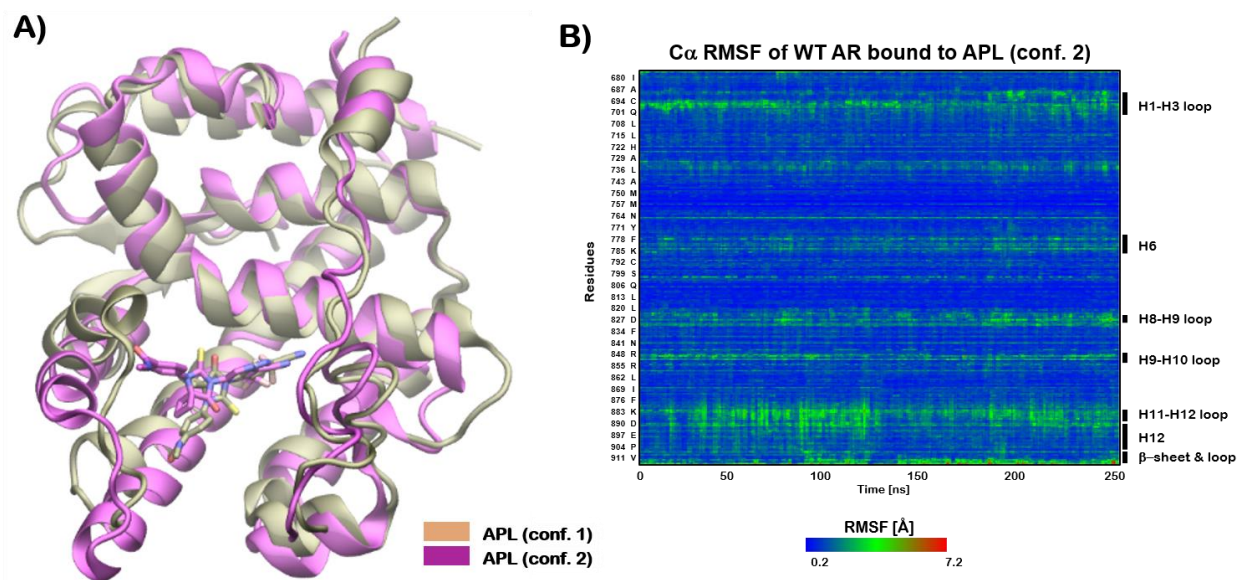 A)
APL (conf. 1)
APL (conf. 2)
B)
Cα RMSF of WT AR bound to APL (conf. 2)
Residues
680 I
687 A
694 C
701 Q
708 L
715 L
722 H
729 A
736 L
743 A
750 M
757 M
764 N
771 Y
778 F
785 K
792 C
799 S
806 Q
813 L
820 L
827 D
834 F
841 N
848 R
855 R
862 L
869 I
876 F
883 K
890 D
897 E
904 P
911 V
H1-H3 loop
H6
H8-H9 loop
H9-H10 loop
H11-H12 loop
H12
β-sheet & loop
0 50 100 150 200 250
Time [ns]
RMSF [Å]
0.2 7.2